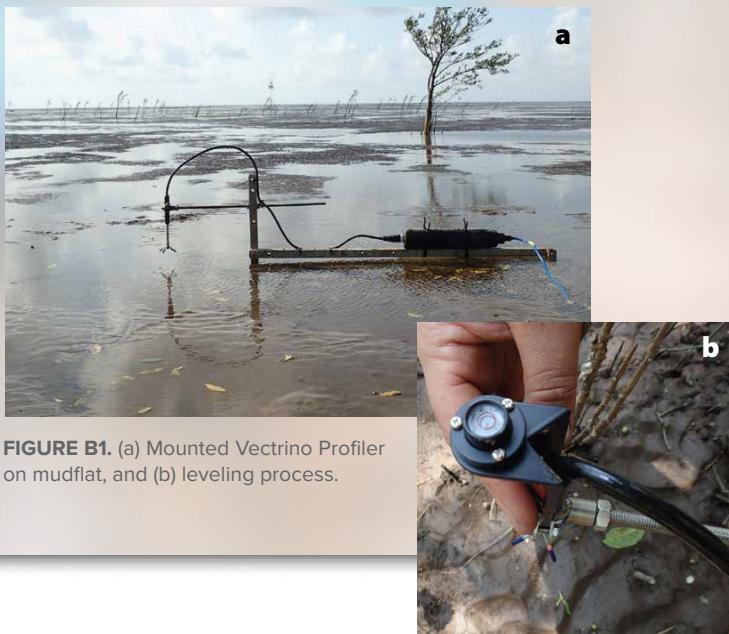 a
b
FIGURE B1. (a) Mounted Vectrino Profiler
on mudflat, and (b) leveling process.